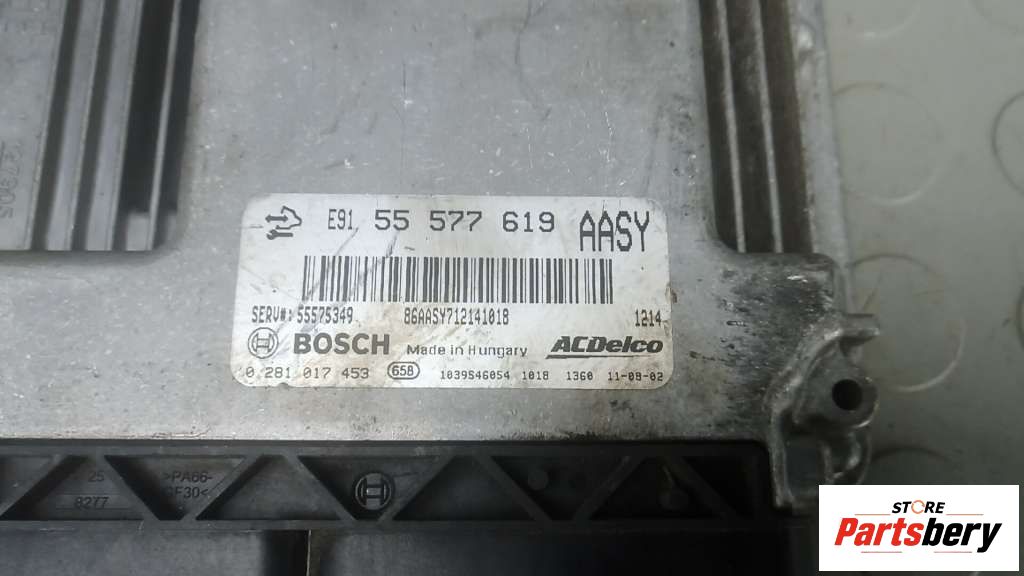 E91 55 577 619 AASY
SERV#: 55575349 86AASY712141018 1214
BOSCH Made in Hungary ACDelco
0 281 017 453 658 1039S46054 1018 1360 11-09-02
25 >PA66-
8277 GF30<
STORE
Partsbery